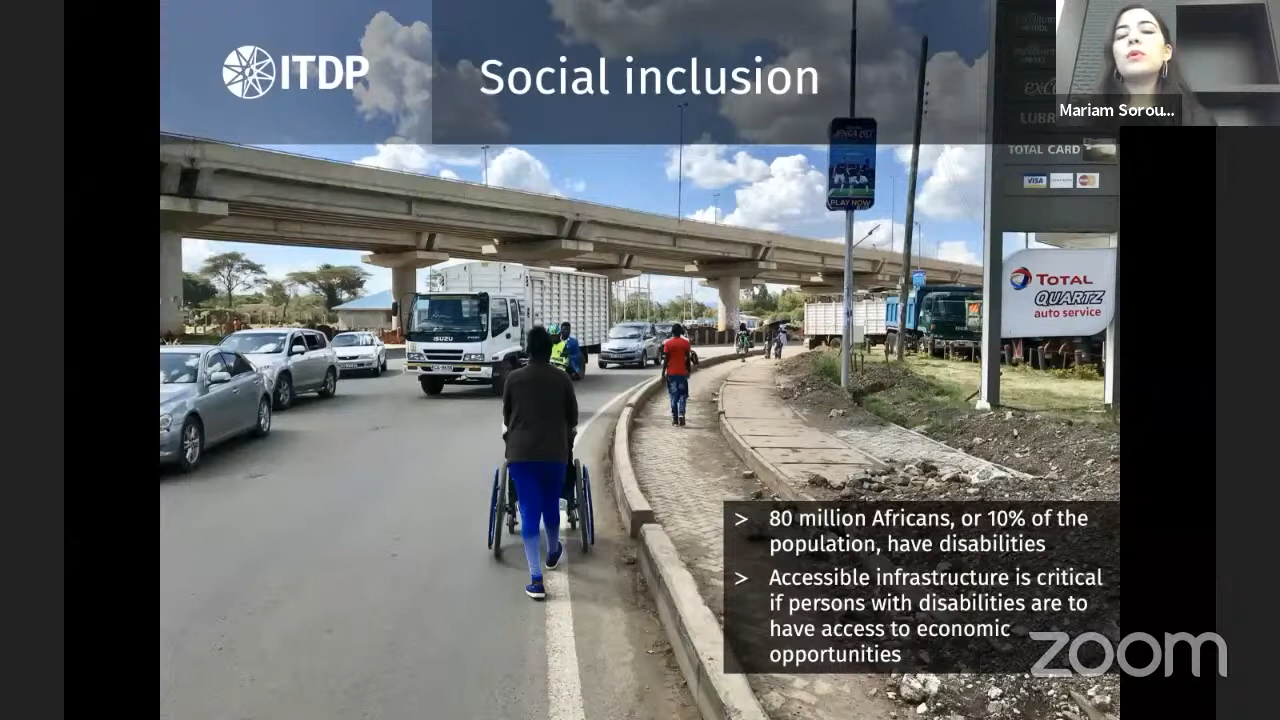 ITDP
Social inclusion
Mariam Sorou...
LUBR
TOTAL CARD
VISA
PLAY NOW
TOTAL
QUARTZ
auto service
ISUZU
> 80 million Africans, or 10% of the
population, have disabilities
> Accessible infrastructure is critical
if persons with disabilities are to
have access to economic
opportunities
zoom